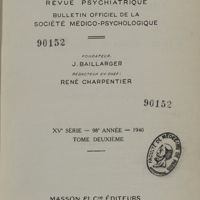 REVUE PSYCHIATRIQUE
BULLETIN OFFICIEL DE LA
SOCIÉTÉ MÉDICO-PSYCHOLOGIQUE
90152
FONDATEUR
J. BAILLARGER
RÉDACTEUR EN CHEF:
RENÉ CHARPENTIER
90152
XVᵉ SÉRIE — 98ᵉ ANNÉE — 1940
TOME DEUXIÈME
MASSON ET Cⁱᵉ ÉDITEURS